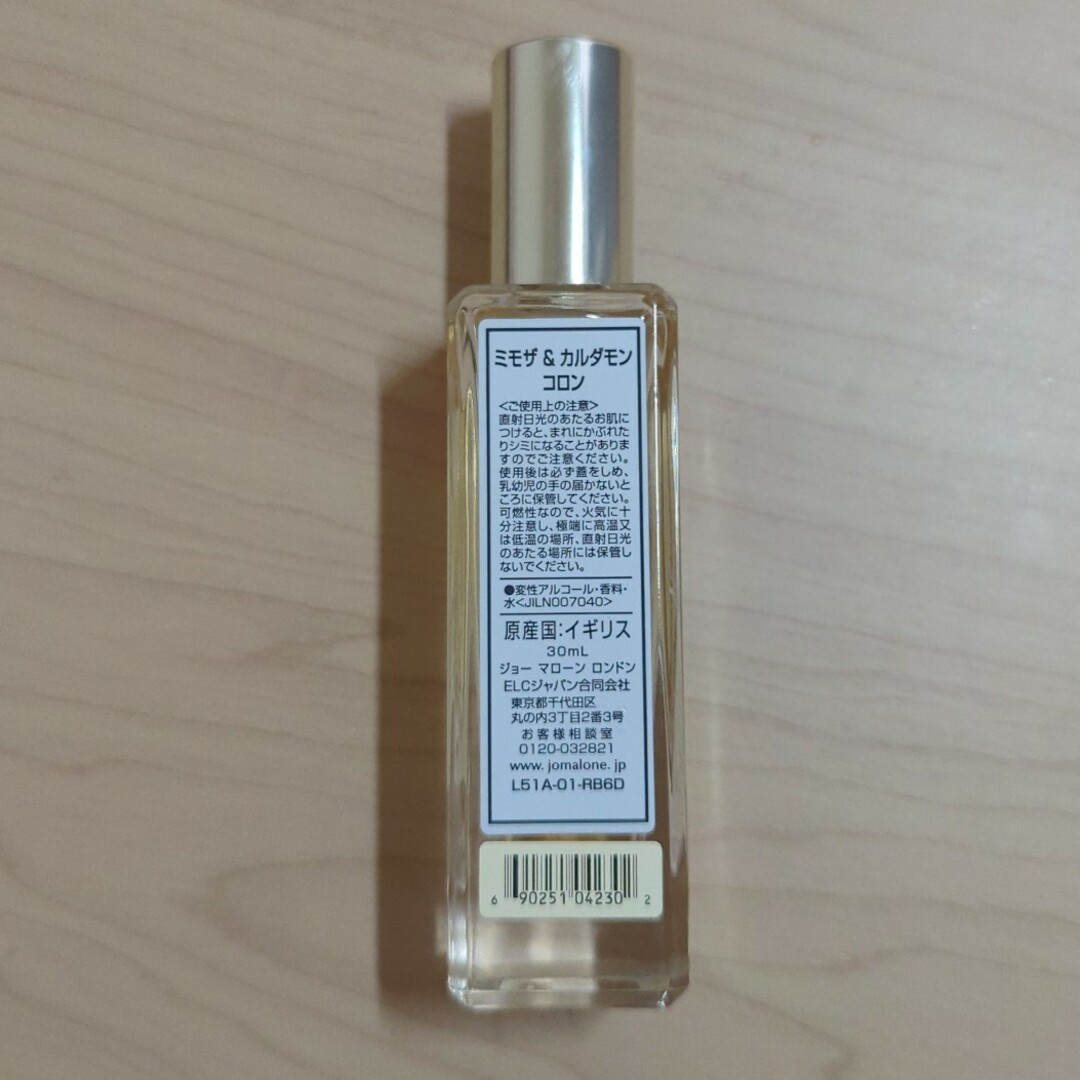 ミモザ & カルダモン
コロン
<ご使用上の注意>
直射日光のあたるお肌に
つけると、まれにかぶれた
りシミになることがありま
すのでご注意ください。
使用後は必ず蓋をしめ、
乳幼児の手の届かないと
ころに保管してください。
可燃性なので、火気に十
分注意し、極端に高温又
は低温の場所、直射日光
のあたる場所には保管し
ないでください。
●変性アルコール・香料・
水<JILN007040>
原産国:イギリス
30mL
ジョー マローン ロンドン
ELCジャパン合同会社
東京都千代田区
丸の内3丁目2番3号
お客様相談室
0120-032821
www. jomalone. jp
L51A-01-RB6D
6 90251 04230 2